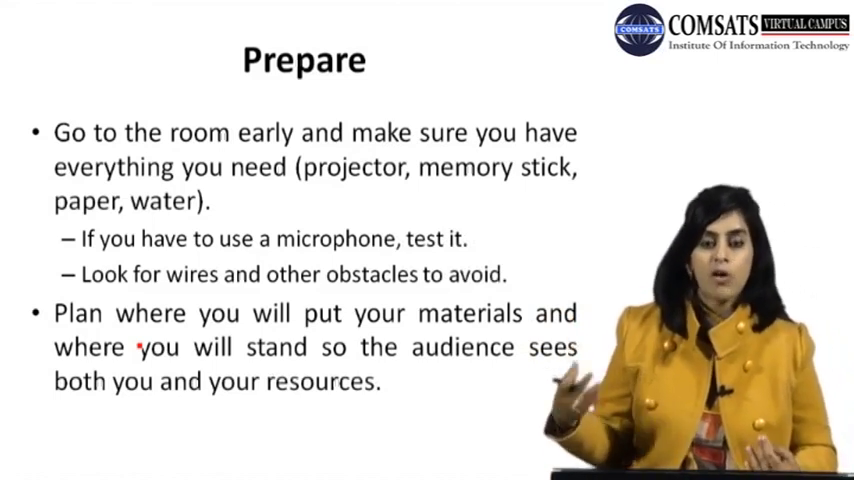 COMSATS VIRTUAL CAMPUS
COMSATS
Institute Of Information Technology
Prepare
• Go to the room early and make sure you have
everything you need (projector, memory stick,
paper, water).
– If you have to use a microphone, test it.
– Look for wires and other obstacles to avoid.
• Plan where you will put your materials and
where you will stand so the audience sees
both you and your resources.